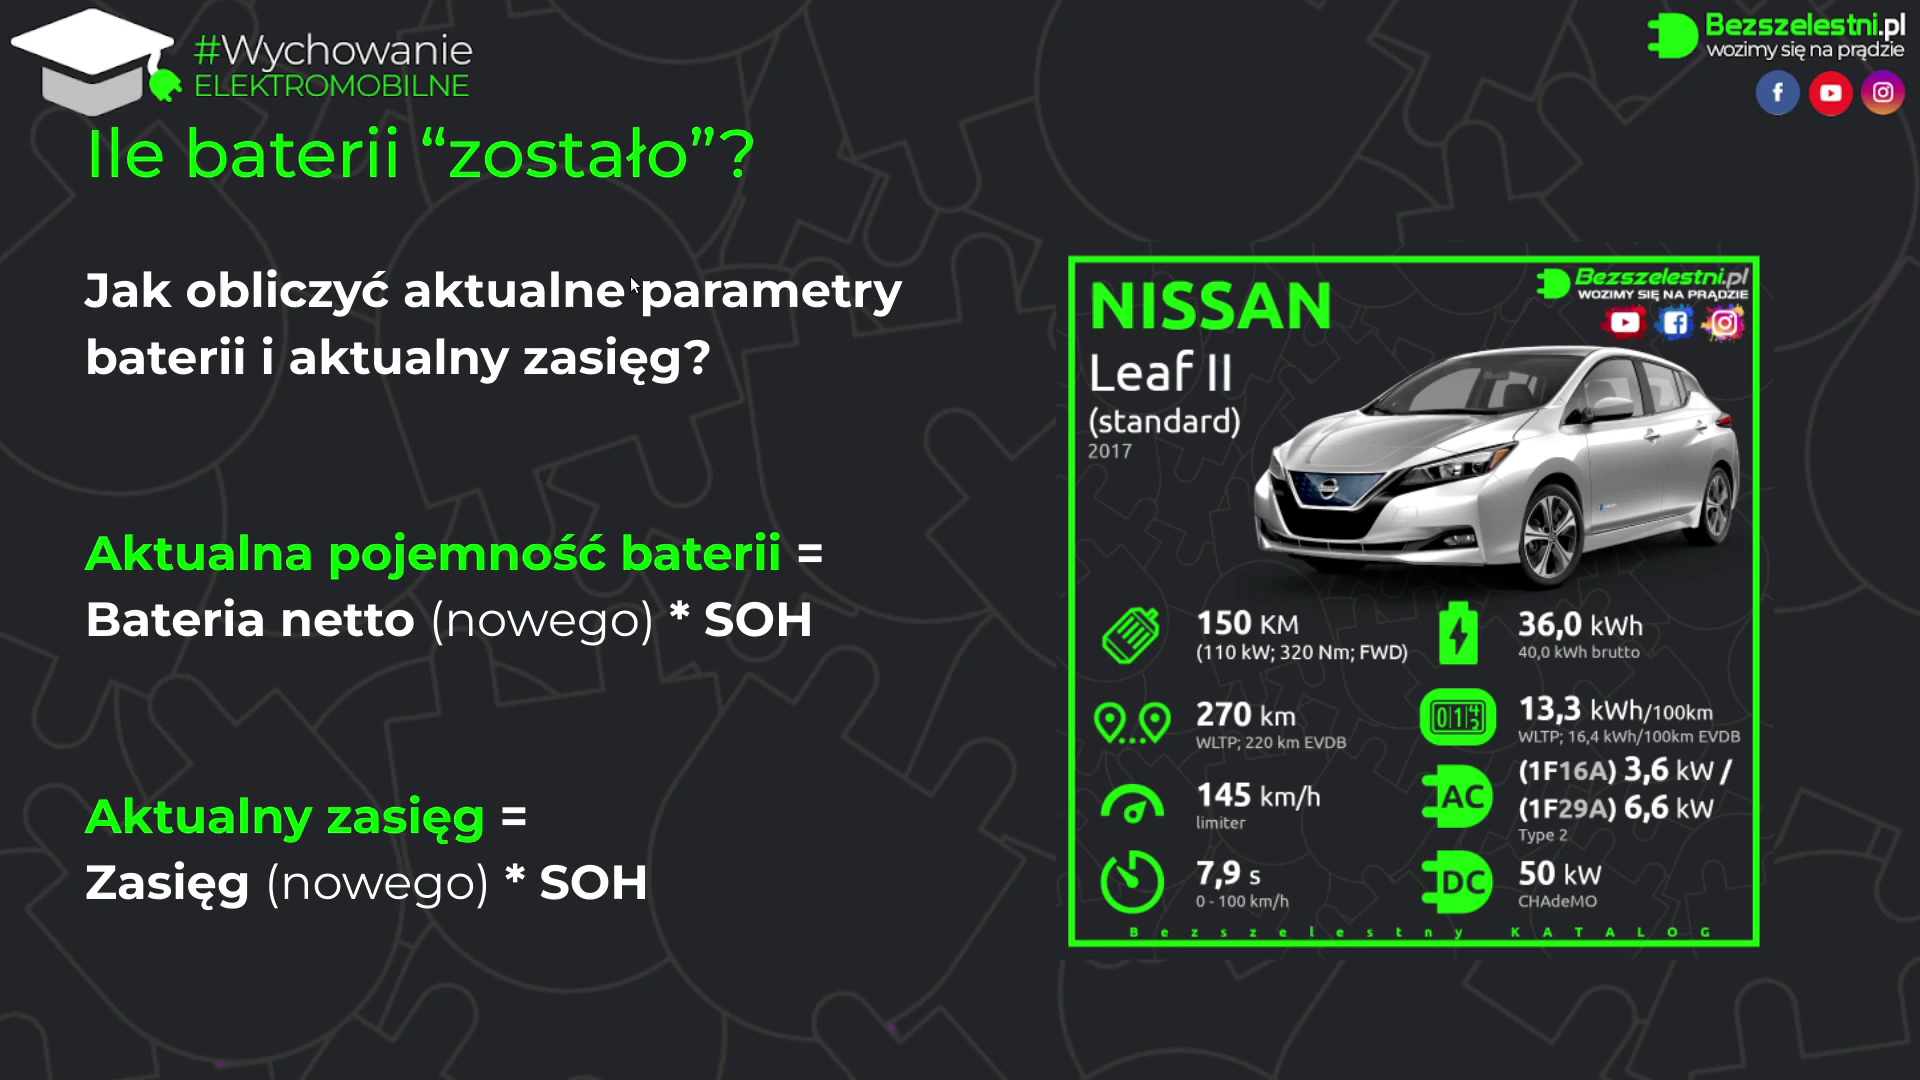 #Wychowanie
ELEKTROMOBILNE
Bezszelestni.pl
wozimy się na prądzie
Ile baterii “zostało”?
Jak obliczyć aktualne parametry
baterii i aktualny zasięg?
Aktualna pojemność baterii =
Bateria netto (nowego) * SOH
Aktualny zasięg =
Zasięg (nowego) * SOH
NISSAN
Leaf II
(standard)
2017
Bezszelestni.pl
WOZIMY SIĘ NA PRĄDZIE
150 KM
(110 kW; 320 Nm; FWD)
36,0 kWh
40,0 kWh brutto
270 km
WLTP; 220 km EVDB
13,3 kWh/100km
WLTP; 16,4 kWh/100km EVDB
145 km/h
limiter
AC
(1F16A) 3,6 kW /
(1F29A) 6,6 kW
Type 2
7,9 s
0 - 100 km/h
DC
50 kW
CHAdeMO
Bezszelestny KATALOG